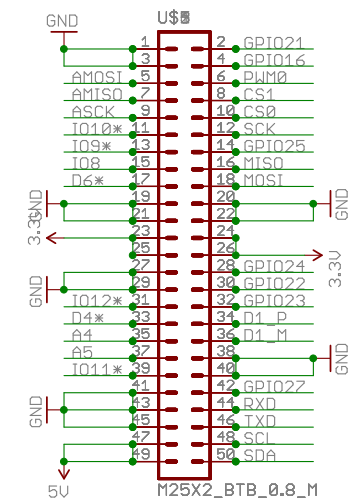 GND U$
1 2 GPIO21
3 4 GPIO16
AMOSI 5 6 PWM0
AMISO 7 8 CS1
ASCK 9 10 CS0
IO10* 11 12 SCK
IO9* 13 14 GPIO25
IO8 15 16 MISO
D6* 17 18 MOSI
GND 19 20 GND
21 22
3.3V 23 24
25 26 3.3V
27 28 GPIO24
GND 29 30 GPIO22
IO12* 31 32 GPIO23
D4* 33 34 D1_P
A4 35 36 D1_M
A5 37 38 GND
IO11* 39 40
41 42 GPIO27
GND 43 44 RXD
45 46 TXD
47 48 SCL
49 50 SDA
5V M25X2_BTB_0.8_M